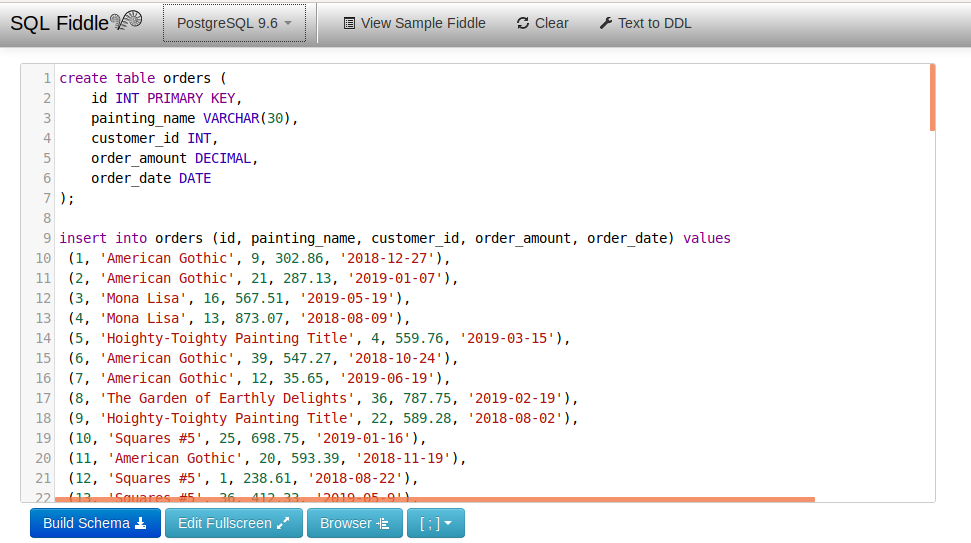 SQL Fiddle PostgreSQL 9.6 View Sample Fiddle Clear Text to DDL
1 create table orders (
2 id INT PRIMARY KEY,
3 painting_name VARCHAR(30),
4 customer_id INT,
5 order_amount DECIMAL,
6 order_date DATE
7 );
8
9 insert into orders (id, painting_name, customer_id, order_amount, order_date) values
10 (1, 'American Gothic', 9, 302.86, '2018-12-27'),
11 (2, 'American Gothic', 21, 287.13, '2019-01-07'),
12 (3, 'Mona Lisa', 16, 567.51, '2019-05-19'),
13 (4, 'Mona Lisa', 13, 873.07, '2018-08-09'),
14 (5, 'Hoighty-Toighty Painting Title', 4, 559.76, '2019-03-15'),
15 (6, 'American Gothic', 39, 547.27, '2018-10-24'),
16 (7, 'American Gothic', 12, 35.65, '2019-06-19'),
17 (8, 'The Garden of Earthly Delights', 36, 787.75, '2019-02-19'),
18 (9, 'Hoighty-Toighty Painting Title', 22, 589.28, '2018-08-02'),
19 (10, 'Squares #5', 25, 698.75, '2019-01-16'),
20 (11, 'American Gothic', 20, 593.39, '2018-11-19'),
21 (12, 'Squares #5', 1, 238.61, '2018-08-22'),
22 (13, 'Squares #5', 36, 412.33, '2019-05-9'),
Build Schema Edit Fullscreen Browser [ ; ]